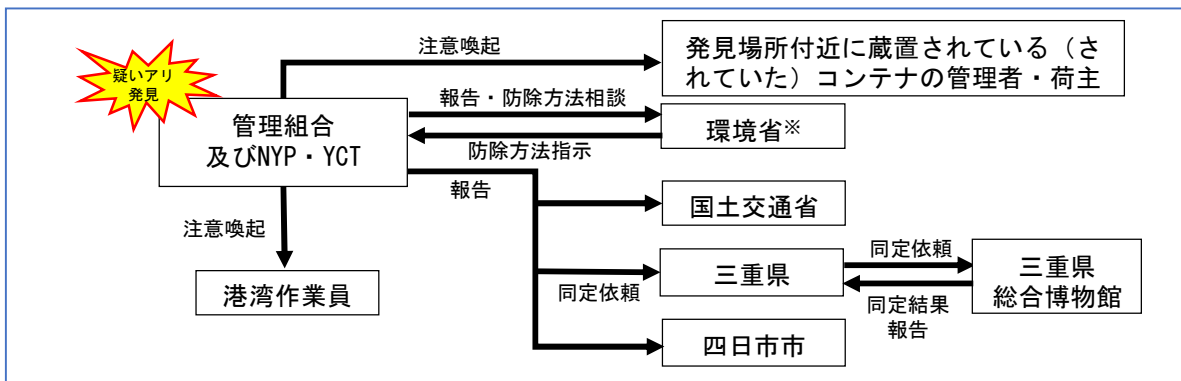 疑いアリ
発見
注意喚起
発見場所付近に蔵置されている（さ
れていた）コンテナの管理者・荷主
管理組合
及びNYP・YCT
報告・防除方法相談
環境省※
防除方法指示
報告
国土交通省
注意喚起
港湾作業員
同定依頼
三重県
同定依頼
三重県
総合博物館
同定結果
報告
四日市市